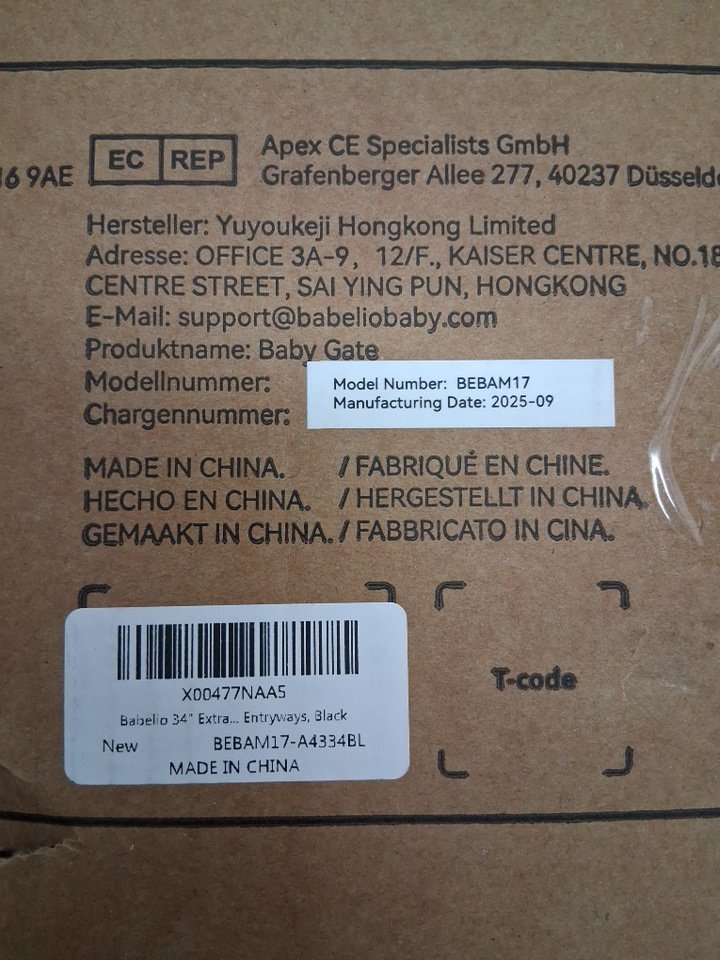 16 9AE
EC REP
Apex CE Specialists GmbH
Grafenberger Allee 277, 40237 Düsseldo
Hersteller: Yuyoukeji Hongkong Limited
Adresse: OFFICE 3A-9, 12/F., KAISER CENTRE, NO.18
CENTRE STREET, SAI YING PUN, HONGKONG
E-Mail: support@babeliobaby.com
Produktname: Baby Gate
Modellnummer:
Model Number: BEBAM17
Chargennummer:
Manufacturing Date: 2025-09
MADE IN CHINA. / FABRIQUÉ EN CHINE.
HECHO EN CHINA. / HERGESTELLT IN CHINA.
GEMAAKT IN CHINA. / FABBRICATO IN CINA.
X00477NAA5
Babelio 34" Extra... Entryways, Black
New BEBAM17-A4334BL
MADE IN CHINA
T-code